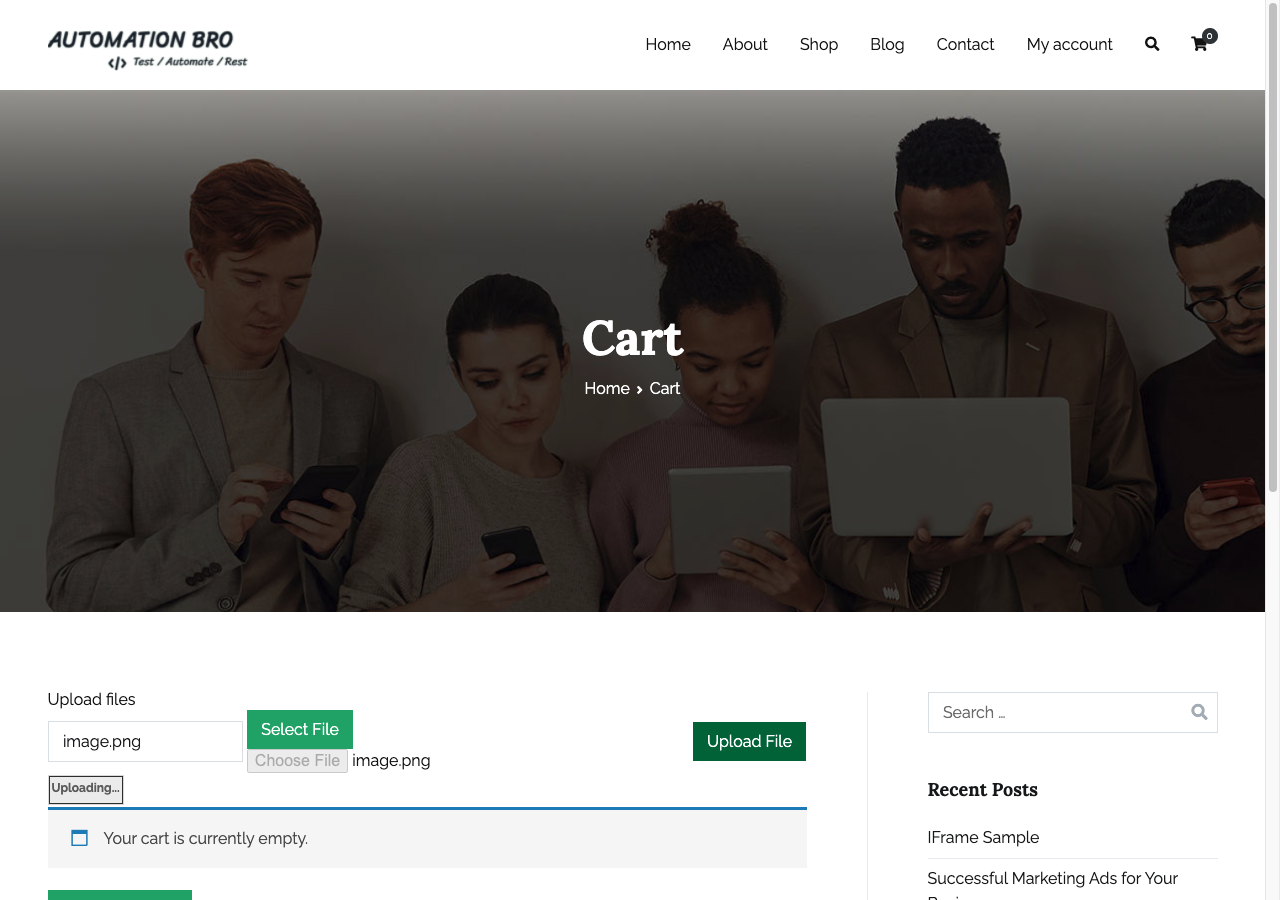 AUTOMATION BRO
</> Test / Automate / Rest
Home About Shop Blog Contact My account 0
Cart
Home › Cart
Upload files
image.png
Select File
Choose File image.png
Upload File
Uploading...
Your cart is currently empty.
Search …
Recent Posts
IFrame Sample
Successful Marketing Ads for Your